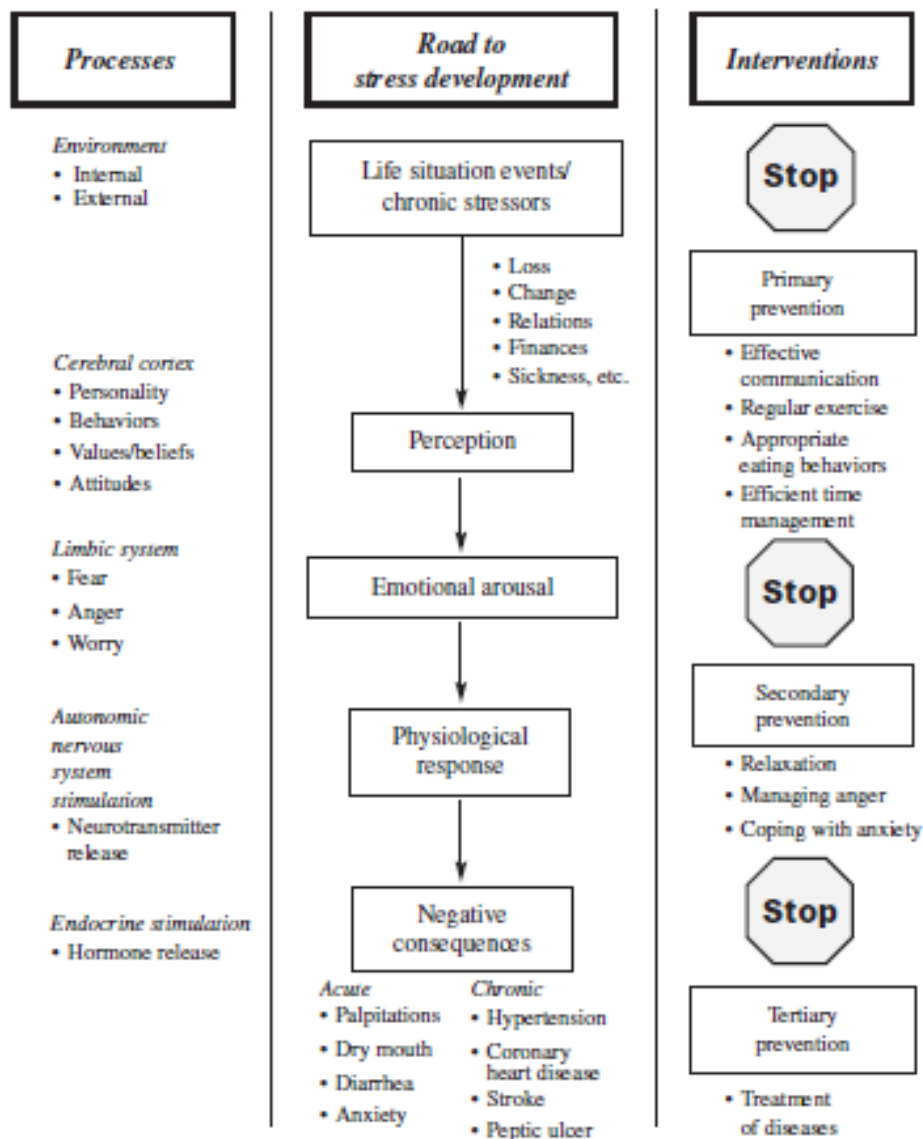 Processes
Environment
• Internal
• External
Cerebral cortex
• Personality
• Behaviors
• Values/beliefs
• Attitudes
Limbic system
• Fear
• Anger
• Worry
Autonomic
nervous
system
stimulation
• Neurotransmitter
release
Endocrine stimulation
• Hormone release
Road to
stress development
Life situation events/
chronic stressors
• Loss
• Change
• Relations
• Finances
• Sickness, etc.
Perception
Emotional arousal
Physiological
response
Negative
consequences
Acute
• Palpitations
• Dry mouth
• Diarrhea
• Anxiety
Chronic
• Hypertension
• Coronary
heart disease
• Stroke
• Peptic ulcer
Interventions
Stop
Primary
prevention
• Effective
communication
• Regular exercise
• Appropriate
eating behaviors
• Efficient time
management
Stop
Secondary
prevention
• Relaxation
• Managing anger
• Coping with anxiety
Stop
Tertiary
prevention
• Treatment
of diseases